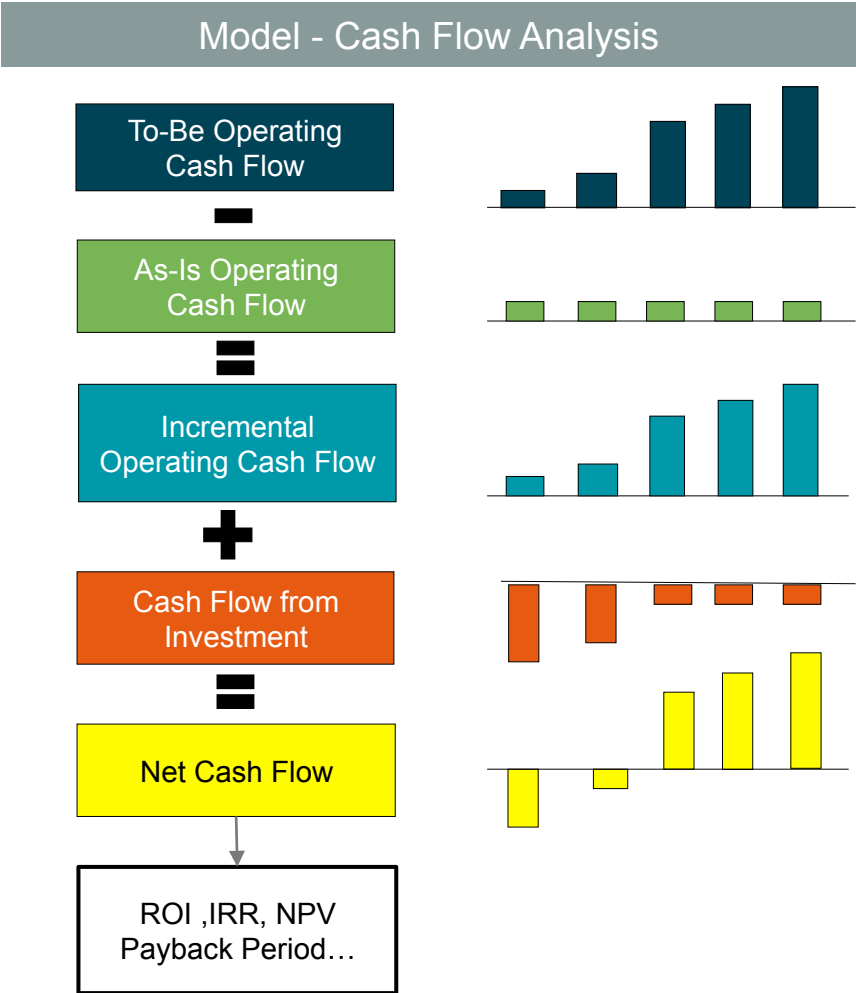 Model - Cash Flow Analysis
To-Be Operating
Cash Flow
As-Is Operating
Cash Flow
Incremental
Operating Cash Flow
Cash Flow from
Investment
Net Cash Flow
ROI ,IRR, NPV
Payback Period…